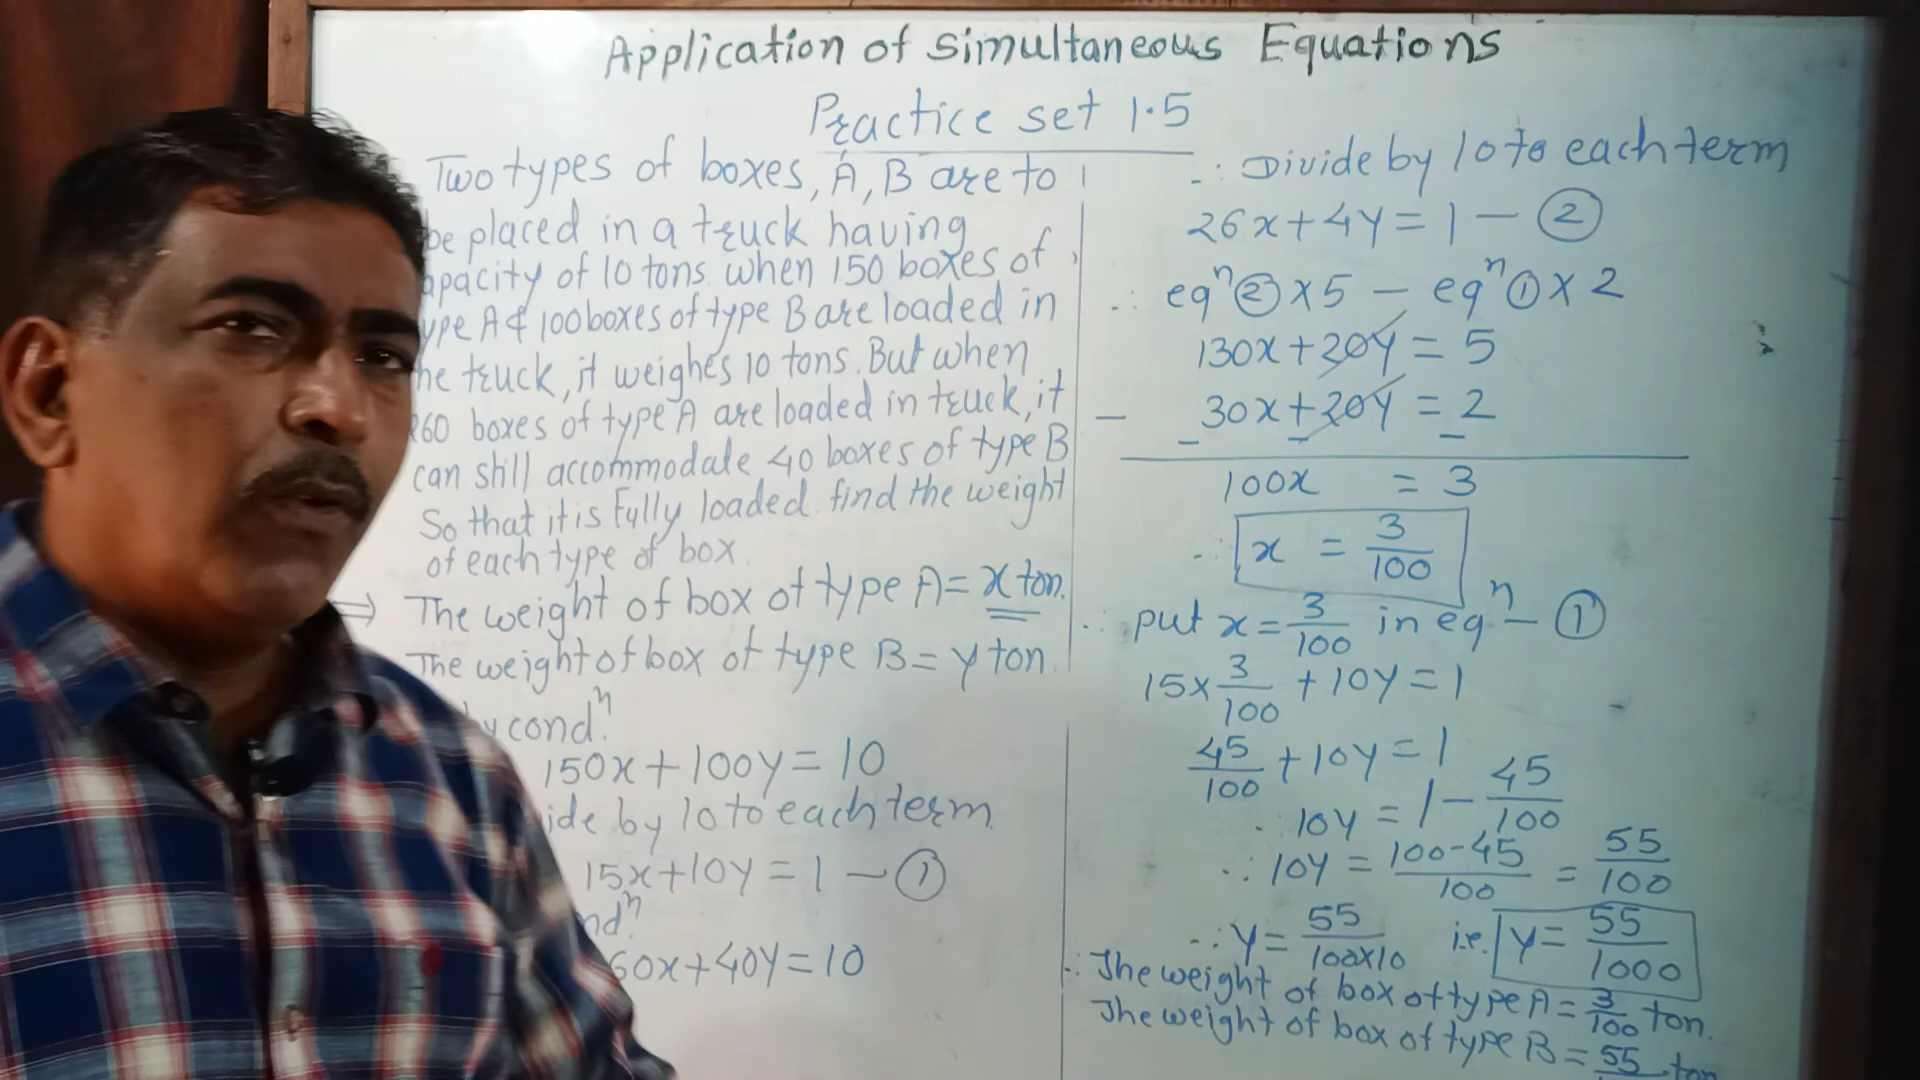 Application of Simultaneous Equations
Practice set 1.5
Two types of boxes, A, B are to
be placed in a truck having
apacity of 10 tons. when 150 boxes of
ype A & 100 boxes of type B are loaded in
he truck, it weighes 10 tons. But when
260 boxes of type A are loaded in truck, it
can still accommodate 40 boxes of type B
So that it is Fully loaded. find the weight
of each type of box.
⇒ The weight of box of type A = x ton.
The weight of box of type B = y ton.
by condⁿ.
150x + 100y = 10
ide by 10 to each term
15x + 10y = 1 — ①
ndⁿ.
60x + 40y = 10
∴ Divide by 10 to each term
26x + 4y = 1 — ②
∴ eqⁿ ② × 5 — eqⁿ ① × 2
130x + 20y = 5
— 30x + 20y = 2
— — —
100x = 3
∴ x = 3/100
∴ put x = 3/100 in eqⁿ — ①
15 × 3/100 + 10y = 1
45/100 + 10y = 1
∴ 10y = 1 - 45/100
∴ 10y = 100-45/100 = 55/100
∴ y = 55/100×10 i.e. y = 55/1000
∴ The weight of box of type A = 3/100 ton.
The weight of box of type B = 55 ton